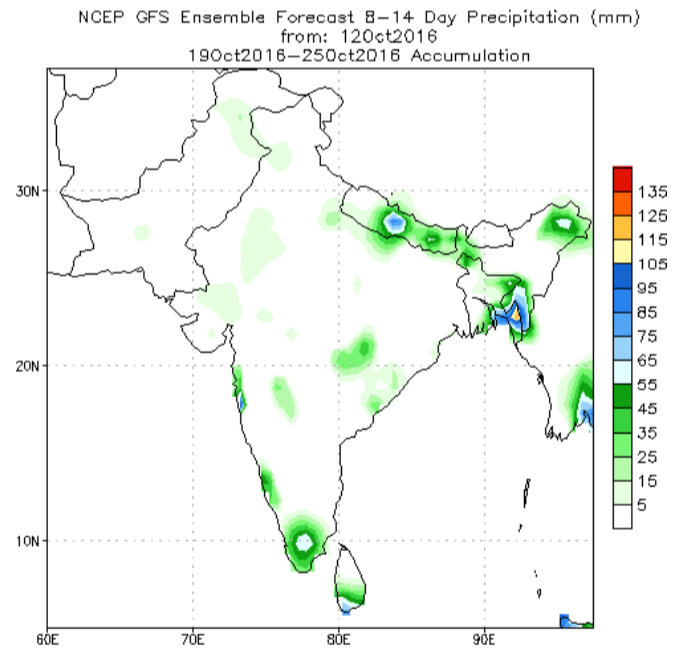 NCEP GFS Ensemble Forecast 8-14 Day Precipitation (mm)
from: 12Oct2016
19Oct2016-25Oct2016 Accumulation
30N
20N
10N
60E
70E
80E
90E
135
125
115
105
95
85
75
65
55
45
35
25
15
5